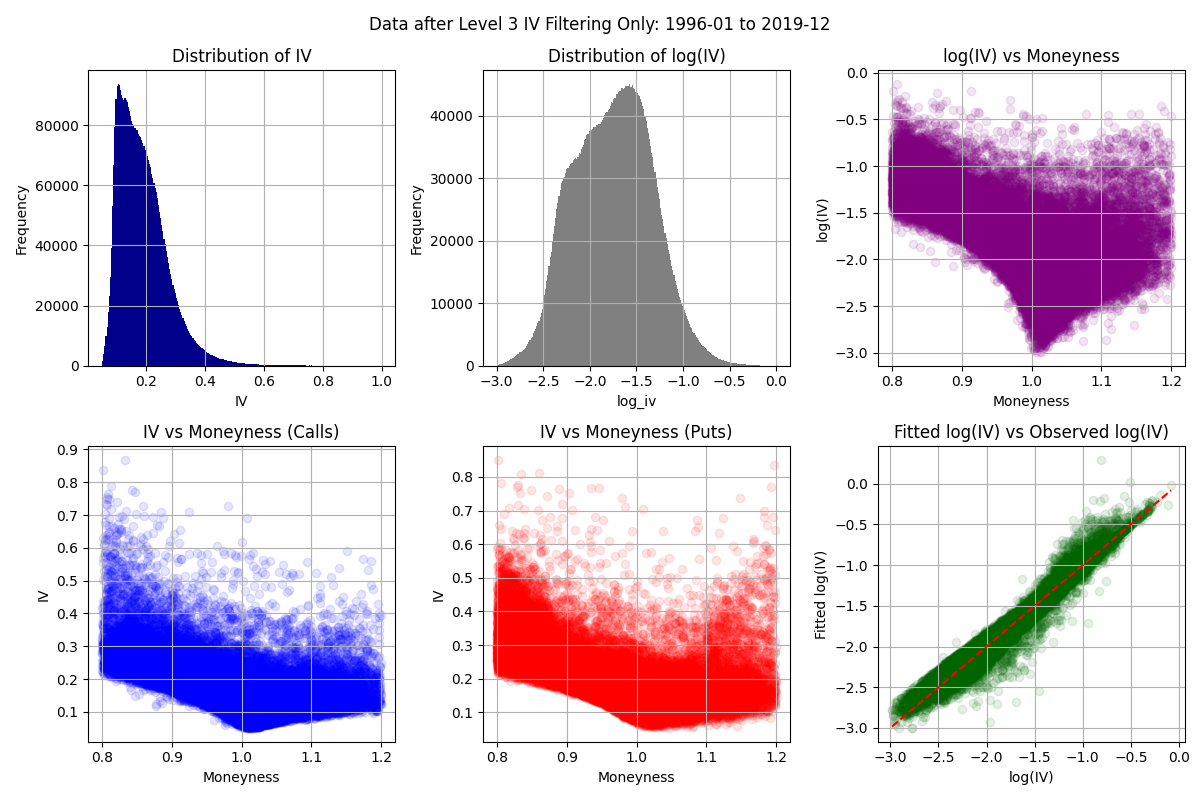 Data after Level 3 IV Filtering Only: 1996-01 to 2019-12
Distribution of IV
Frequency
80000
60000
40000
20000
0
0.2 0.4 0.6 0.8 1.0
IV
Distribution of log(IV)
Frequency
40000
30000
20000
10000
0
−3.0 −2.5 −2.0 −1.5 −1.0 −0.5 0.0
log_iv
log(IV) vs Moneyness
log(IV)
0.0
−0.5
−1.0
−1.5
−2.0
−2.5
−3.0
0.8 0.9 1.0 1.1 1.2
Moneyness
IV vs Moneyness (Calls)
IV
0.9
0.8
0.7
0.6
0.5
0.4
0.3
0.2
0.1
0.8 0.9 1.0 1.1 1.2
Moneyness
IV vs Moneyness (Puts)
IV
0.8
0.7
0.6
0.5
0.4
0.3
0.2
0.1
0.8 0.9 1.0 1.1 1.2
Moneyness
Fitted log(IV) vs Observed log(IV)
Fitted log(IV)
0.0
−0.5
−1.0
−1.5
−2.0
−2.5
−3.0
−3.0 −2.5 −2.0 −1.5 −1.0 −0.5 0.0
log(IV)